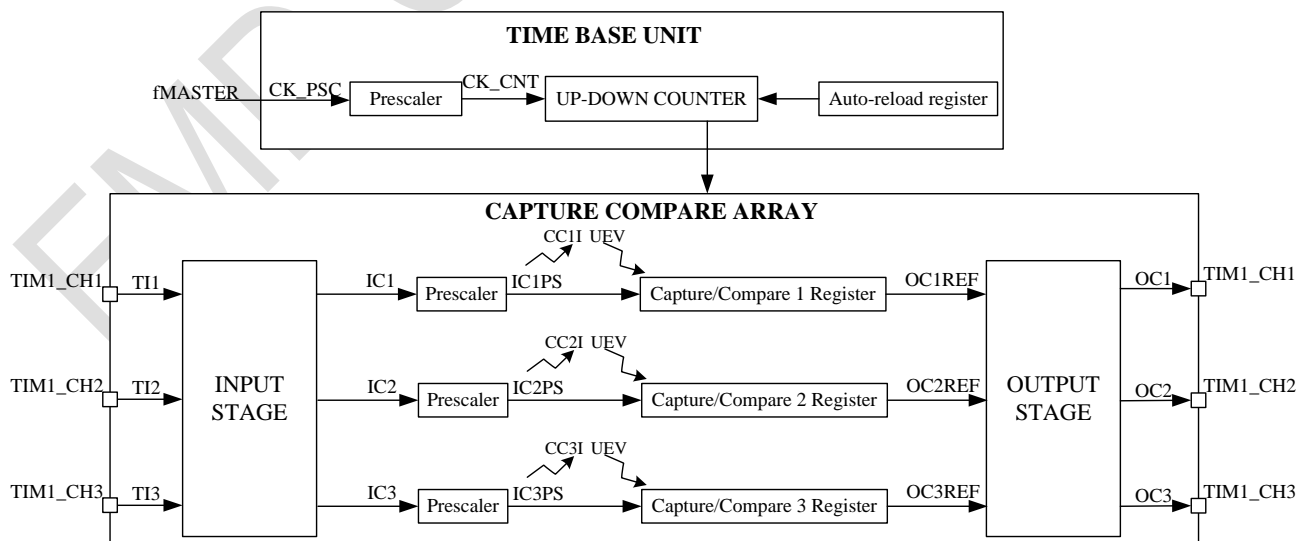 TIME BASE UNIT
fMASTER CK_PSC Prescaler CK_CNT UP-DOWN COUNTER Auto-reload register
CAPTURE COMPARE ARRAY
CC1I UEV
TIM1_CH1 TI1 IC1 Prescaler IC1PS Capture/Compare 1 Register OC1REF OC1 TIM1_CH1
CC2I UEV
TIM1_CH2 TI2 INPUT STAGE IC2 Prescaler IC2PS Capture/Compare 2 Register OC2REF OUTPUT STAGE OC2 TIM1_CH2
CC3I UEV
TIM1_CH3 TI3 IC3 Prescaler IC3PS Capture/Compare 3 Register OC3REF OC3 TIM1_CH3